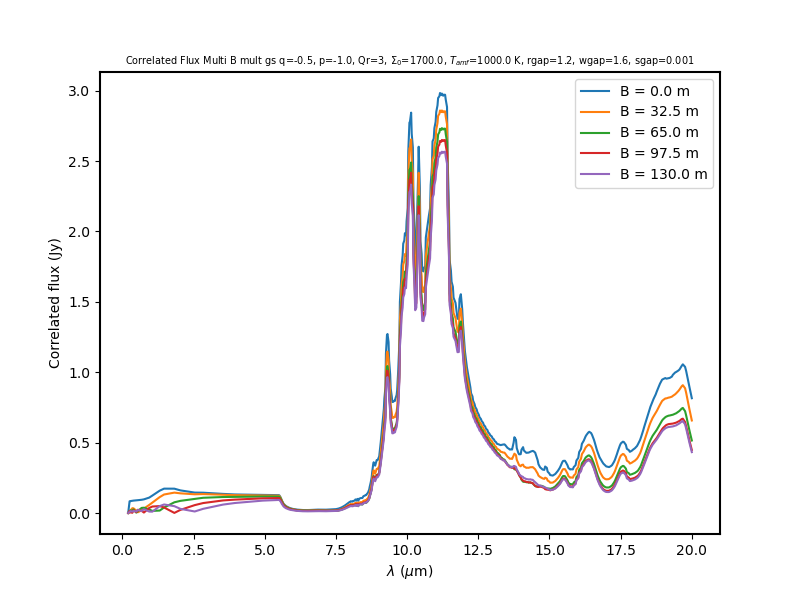 Correlated Flux Multi B mult gs q=-0.5, p=-1.0, Qr=3, Σ₀=1700.0, T_{amf}=1000.0 K, rgap=1.2, wgap=1.6, sgap=0.001
Correlated flux (Jy)
3.0
2.5
2.0
1.5
1.0
0.5
0.0
B = 0.0 m
B = 32.5 m
B = 65.0 m
B = 97.5 m
B = 130.0 m
0.0 2.5 5.0 7.5 10.0 12.5 15.0 17.5 20.0
λ (μm)